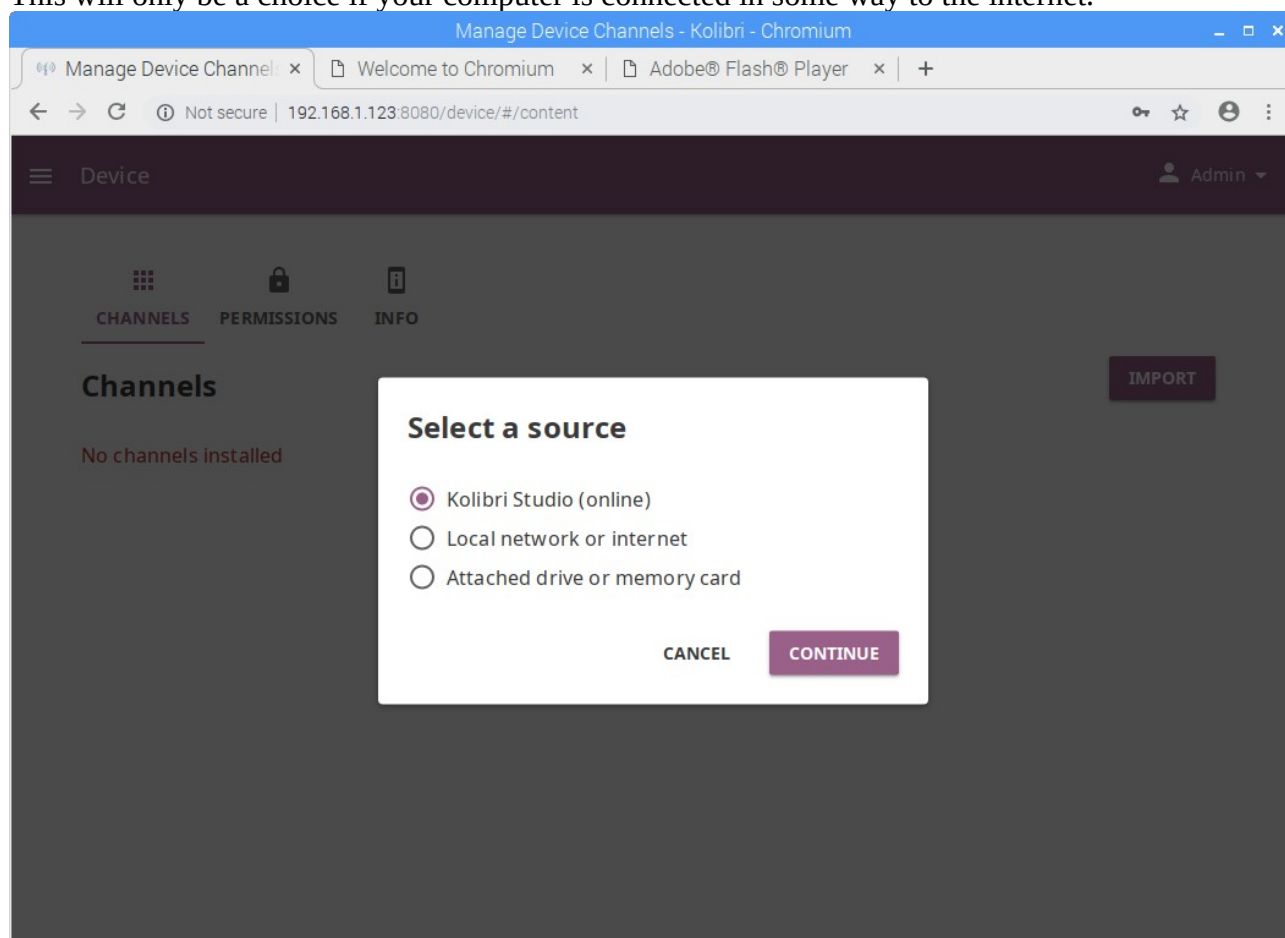 This will only be a choice if your computer is connected in some way to the internet.
Manage Device Channels - Kolibri - Chromium
Manage Device Channel
Welcome to Chromium
Adobe® Flash® Player
Not secure | 192.168.1.123:8080/device/#/content
Device
Admin
CHANNELS PERMISSIONS INFO
Channels
IMPORT
No channels installed
Select a source
Kolibri Studio (online)
Local network or internet
Attached drive or memory card
CANCEL CONTINUE